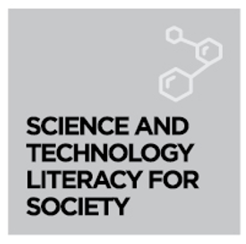 SCIENCE AND
TECHNOLOGY
LITERACY FOR
SOCIETY